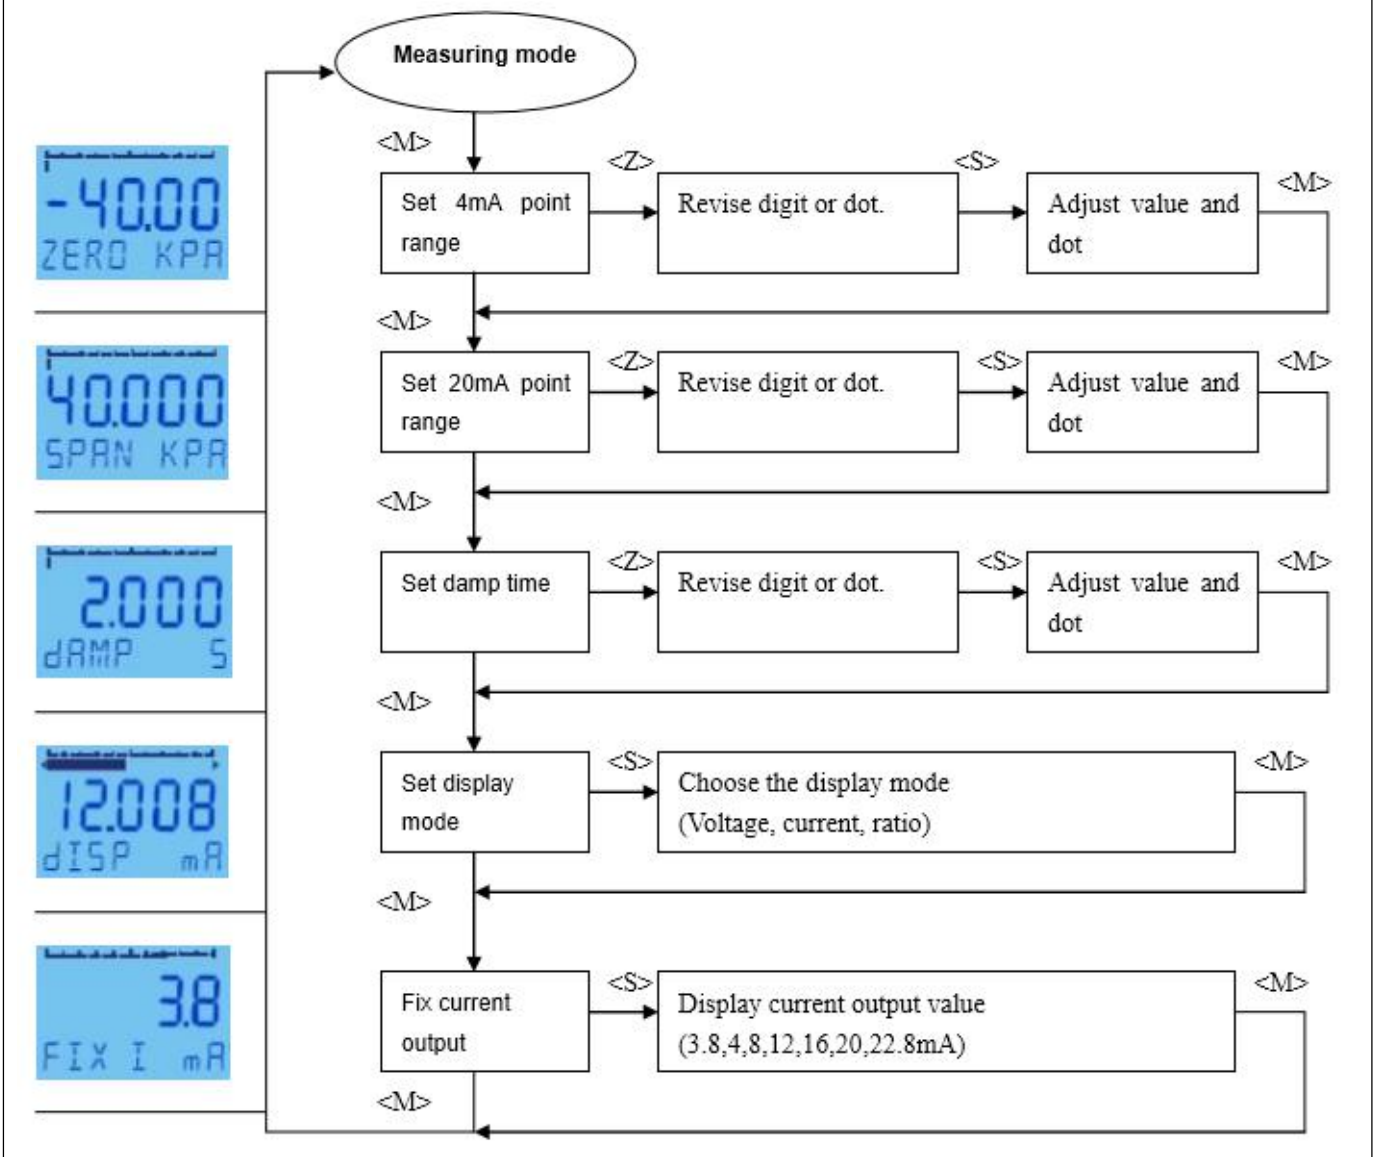 Measuring mode
<M>
<Z>
<S>
<M>
-40.00
ZERO KPA
Set 4mA point
range
Revise digit or dot.
Adjust value and
dot
<M>
<Z>
<S>
<M>
40.000
SPAN KPA
Set 20mA point
range
Revise digit or dot.
Adjust value and
dot
<M>
<Z>
<S>
<M>
2.000
dAMP S
Set damp time
Revise digit or dot.
Adjust value and
dot
<M>
<S>
<M>
12.008
dISP mA
Set display
mode
Choose the display mode
(Voltage, current, ratio)
<M>
<S>
<M>
3.8
FIX I mA
Fix current
output
Display current output value
(3.8,4,8,12,16,20,22.8mA)
<M>